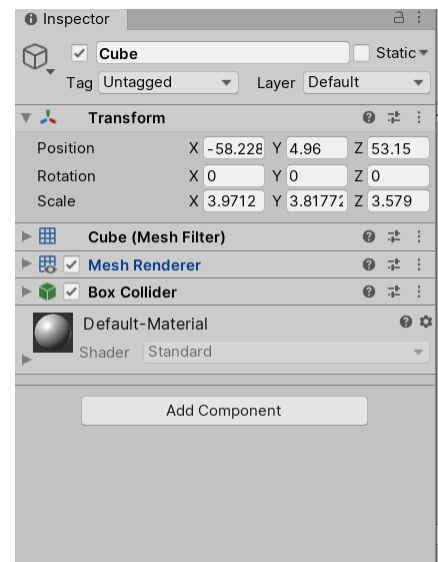 Inspector
Cube Static
Tag Untagged Layer Default
Transform
Position X -58.228 Y 4.96 Z 53.15
Rotation X 0 Y 0 Z 0
Scale X 3.9712 Y 3.81772 Z 3.579
Cube (Mesh Filter)
Mesh Renderer
Box Collider
Default-Material
Shader Standard
Add Component